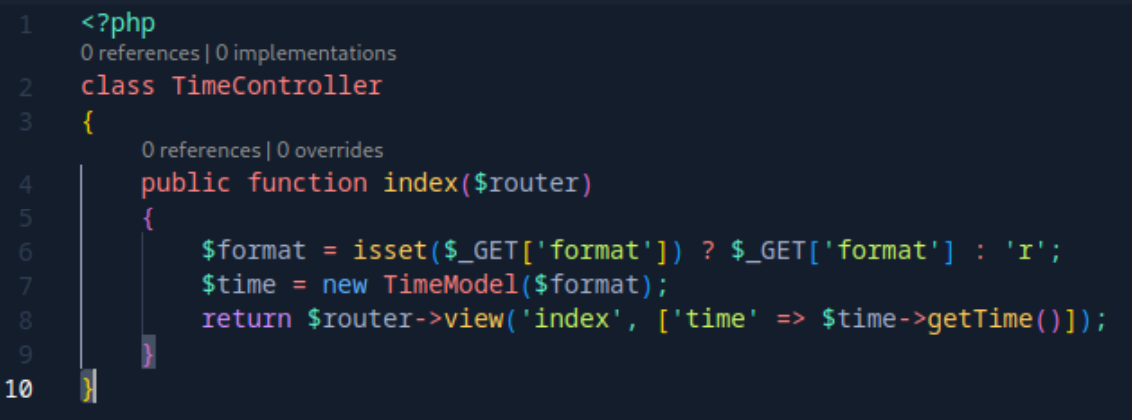 1 <?php
0 references | 0 implementations
2 class TimeController
3 {
0 references | 0 overrides
4 public function index($router)
5 {
6 $format = isset($_GET['format']) ? $_GET['format'] : 'r';
7 $time = new TimeModel($format);
8 return $router->view('index', ['time' => $time->getTime()]);
9 }
10 }